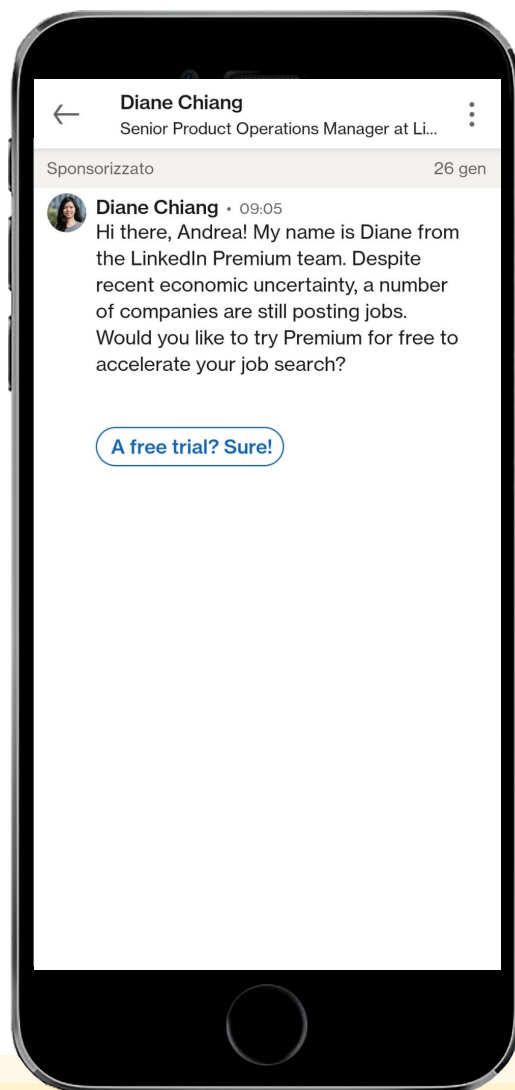 Diane Chiang
Senior Product Operations Manager at Li...
Sponsorizzato 26 gen
Diane Chiang • 09:05
Hi there, Andrea! My name is Diane from
the LinkedIn Premium team. Despite
recent economic uncertainty, a number
of companies are still posting jobs.
Would you like to try Premium for free to
accelerate your job search?
A free trial? Sure!